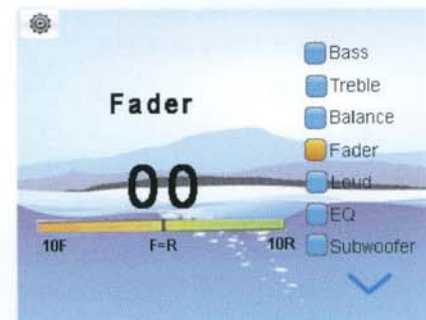 Fader
00
10F F=R 10R
Bass
Treble
Balance
Fader
Loud
EQ
Subwoofer